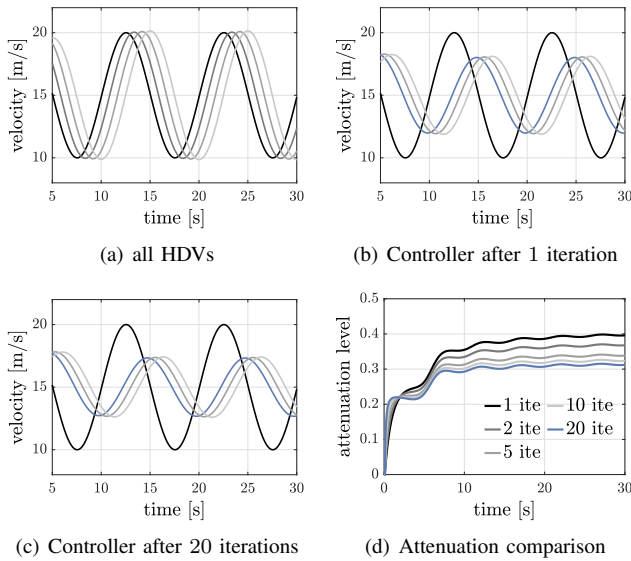 20
15
10
velocity [m/s]
5 10 15 20 25 30
time [s]
(a) all HDVs
20
15
10
velocity [m/s]
5 10 15 20 25 30
time [s]
(b) Controller after 1 iteration
20
15
10
velocity [m/s]
5 10 15 20 25 30
time [s]
(c) Controller after 20 iterations
0.5
0.4
0.3
0.2
0.1
0
attenuation level
1 ite 10 ite
2 ite 20 ite
5 ite
0 10 20 30
time [s]
(d) Attenuation comparison